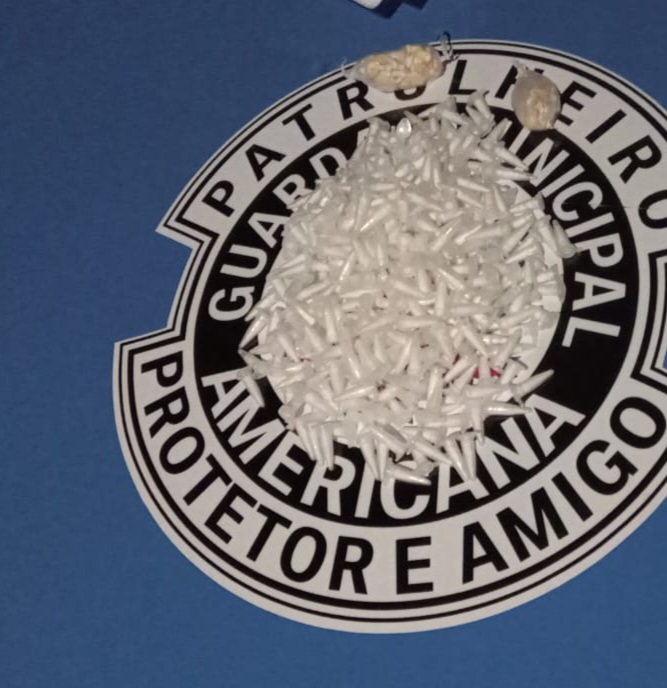 PATRULHEIRO
GUARDA MUNICIPAL
AMERICANA
PROTETOR E AMIGO